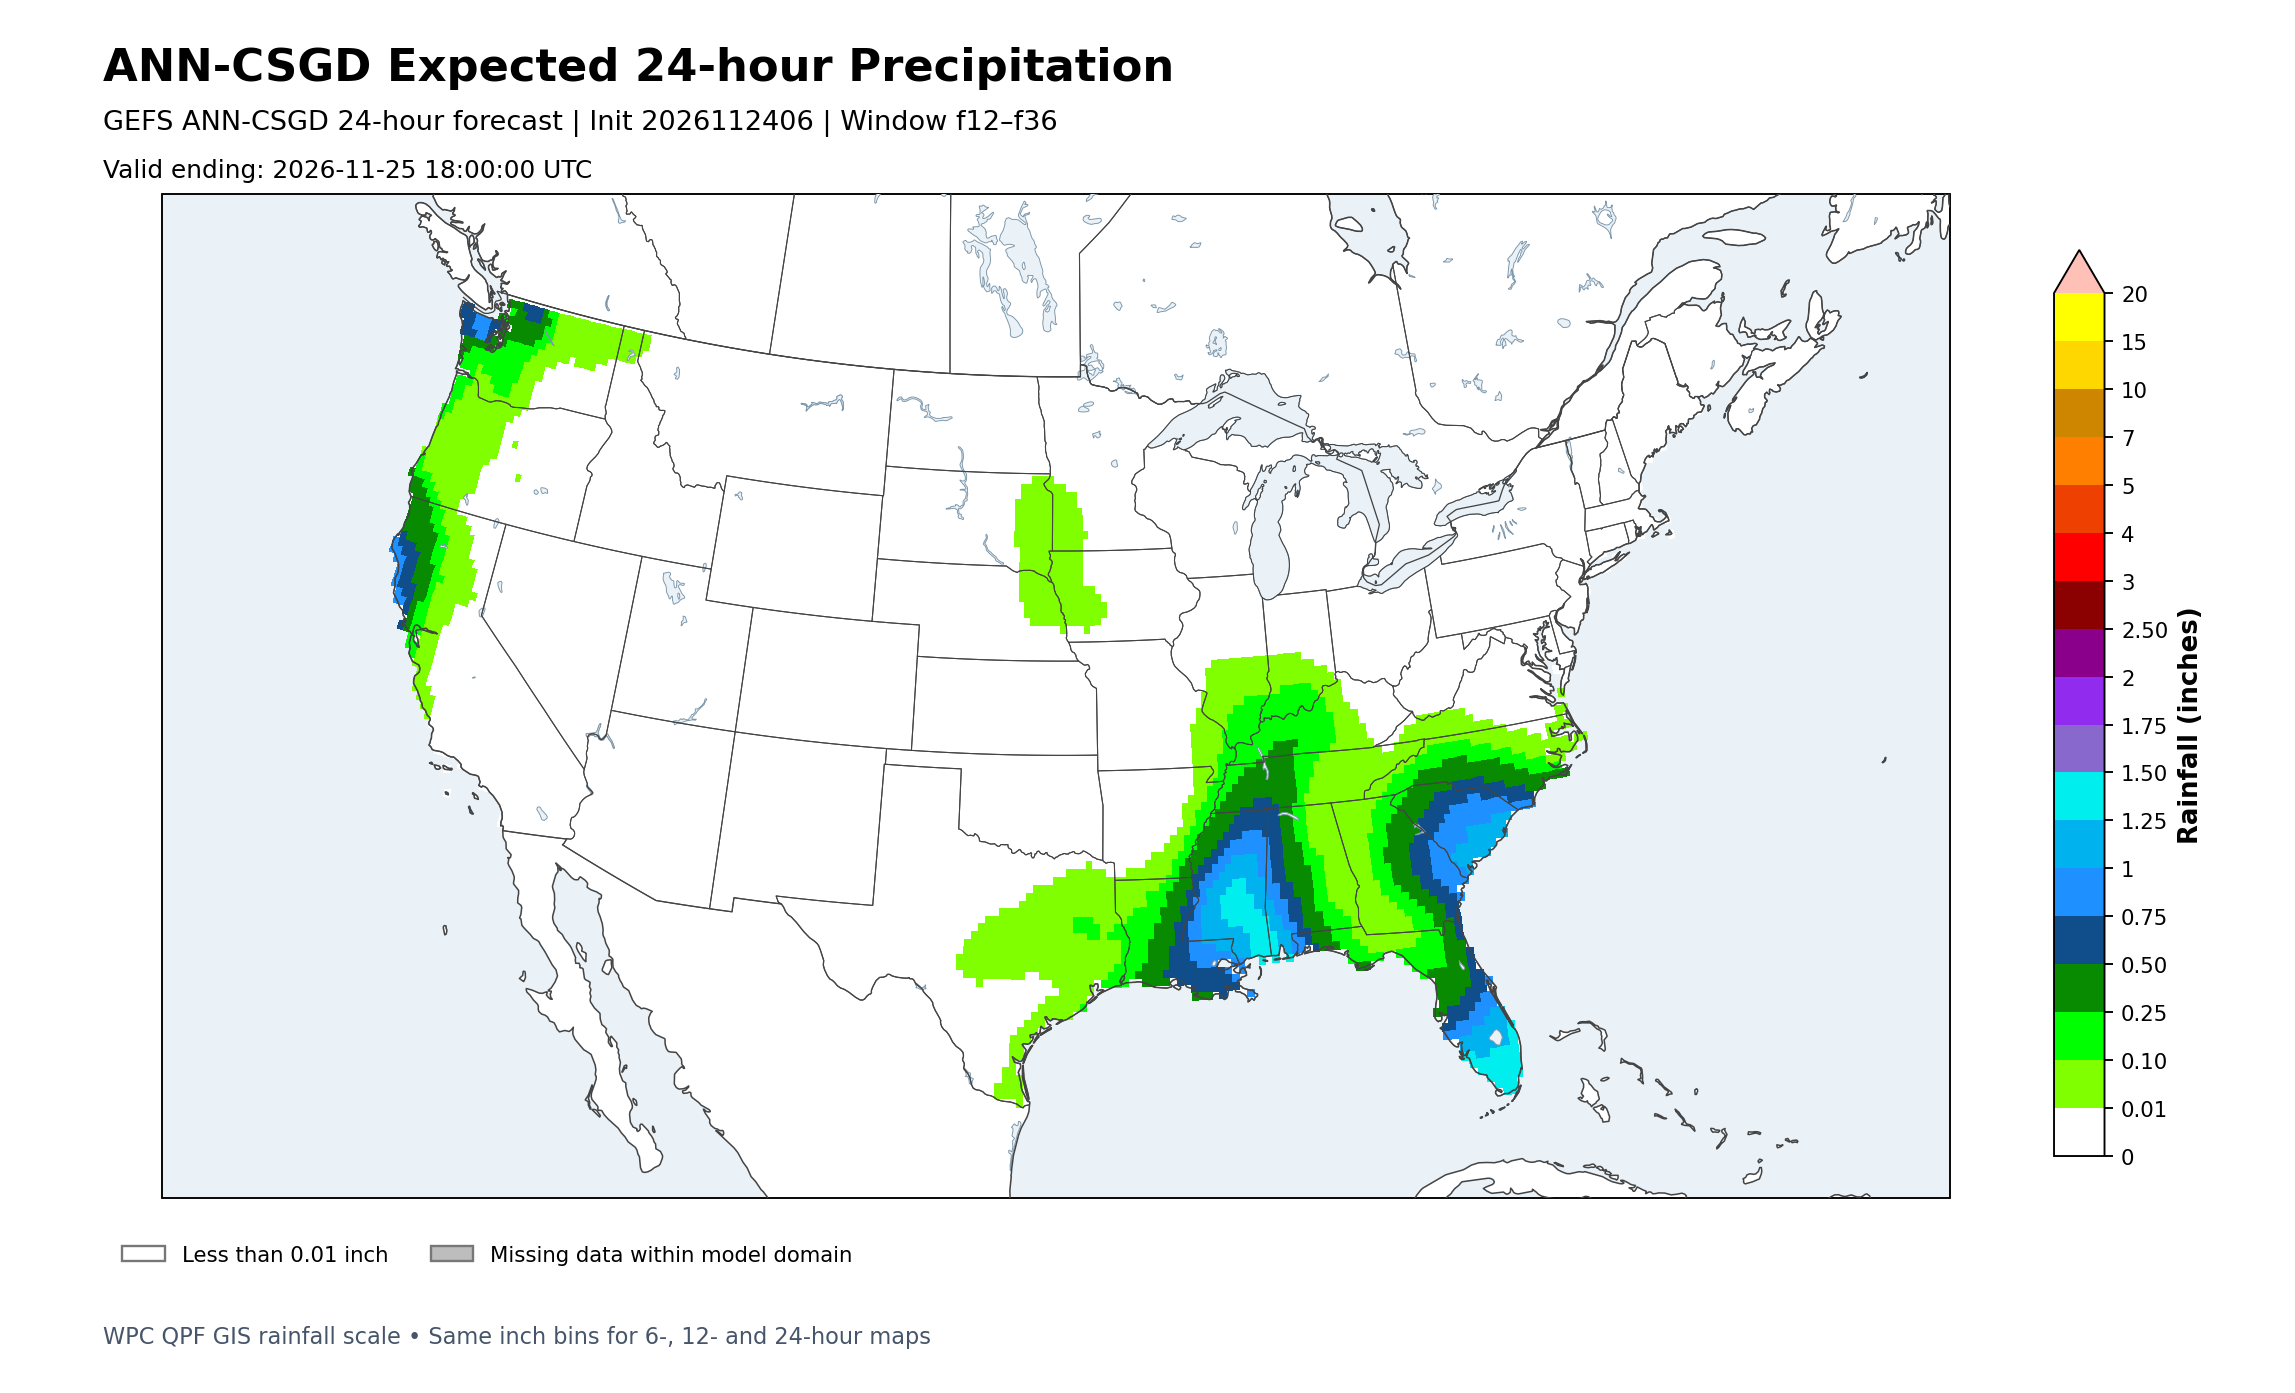 ANN-CSGD Expected 24-hour Precipitation
GEFS ANN-CSGD 24-hour forecast | Init 2026112406 | Window f12–f36
Valid ending: 2026-11-25 18:00:00 UTC
20
15
10
7
5
4
3
2.50
2
1.75
1.50
1.25
1
0.75
0.50
0.25
0.10
0.01
0
Rainfall (inches)
Less than 0.01 inch
Missing data within model domain
WPC QPF GIS rainfall scale • Same inch bins for 6-, 12- and 24-hour maps